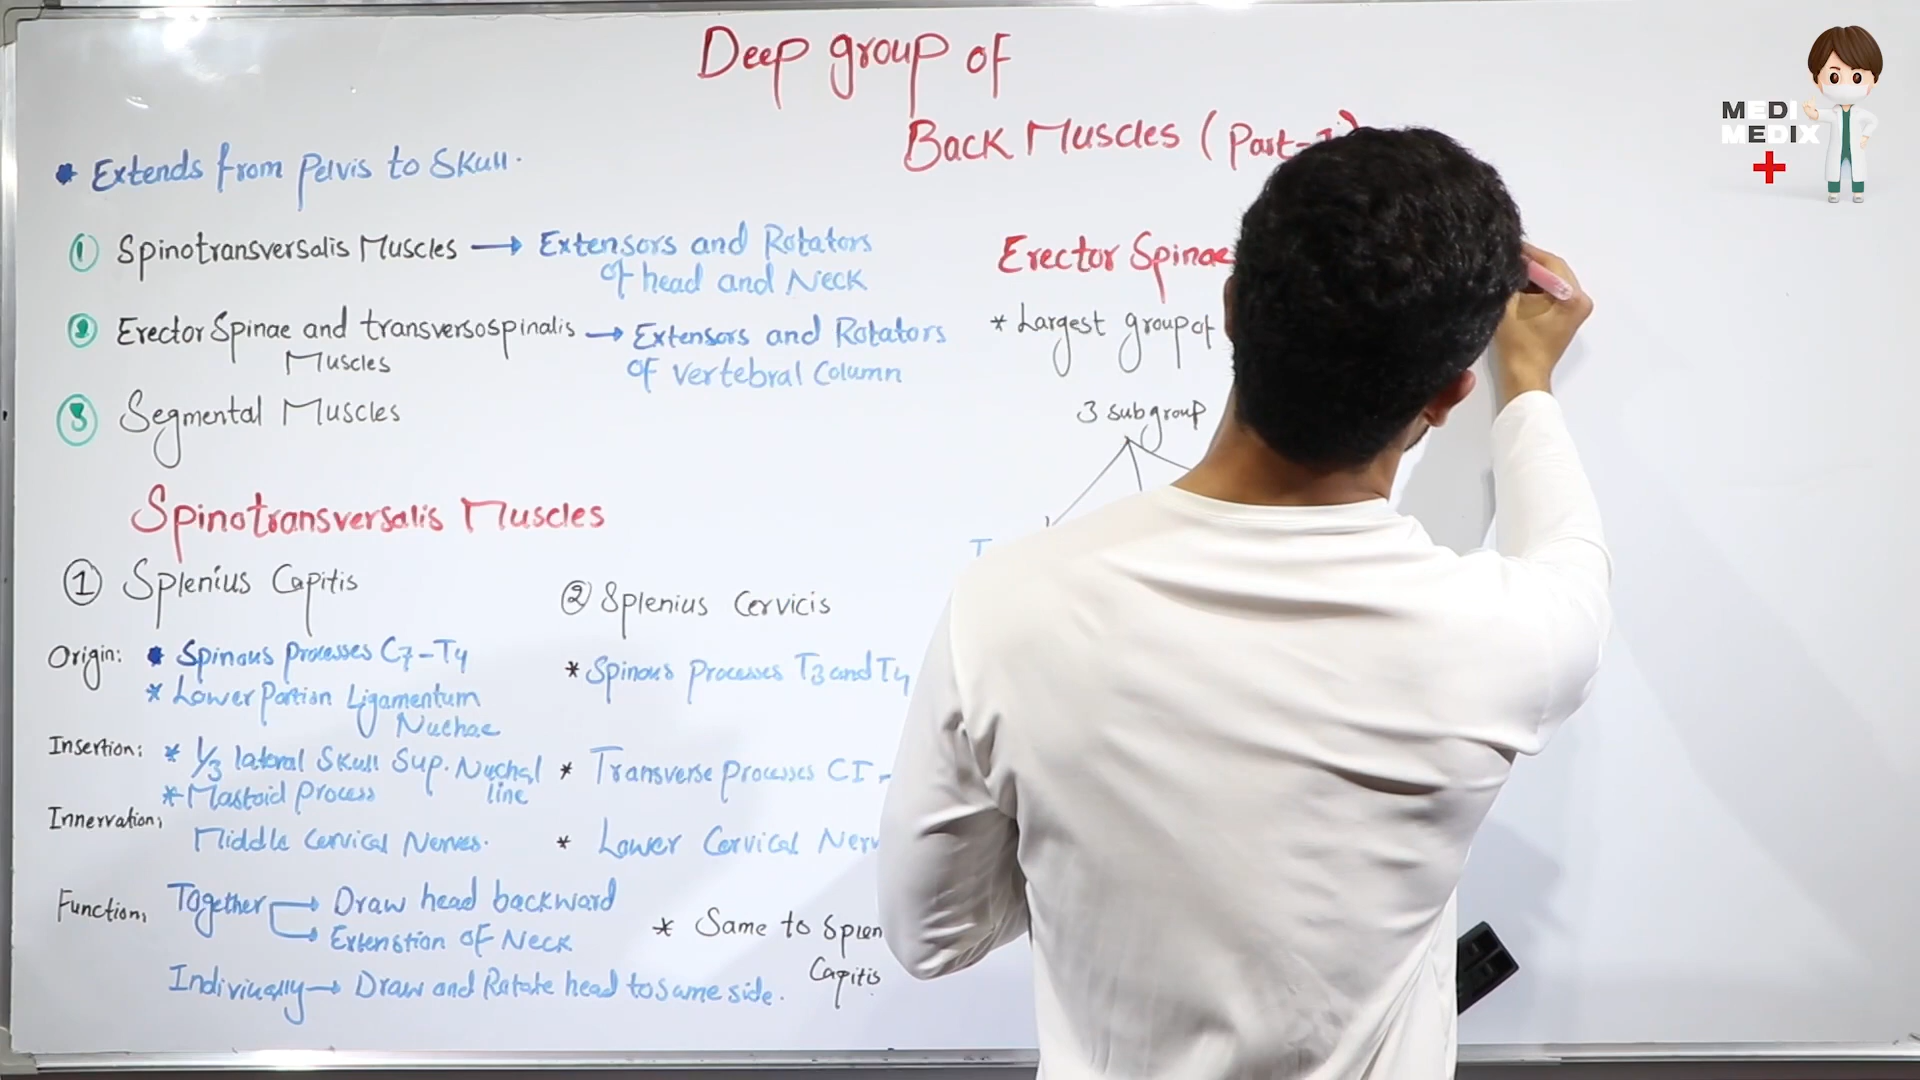 Deep group of
Back Muscles (Part-
* Extends from Pelvis to Skull.
① Spinotransversalis Muscles → Extensors and Rotators
of head and Neck
② Erector Spinae and transversospinalis → Extensors and Rotators
Muscles
of Vertebral Column
③ Segmental Muscles
Spinotransversalis Muscles
① Splenius Capitis
Origin: * Spinous Processes C7-T4
* Lower Portion Ligamentum
Nuchae
Insertion: * 1/3 lateral Skull Sup. Nuchal
line
* Mastoid Process
Innervation,
Middle Cervical Nerves.
Function, Together → Draw head backward
→ Extenstion of Neck
Indiviually → Draw and Rotate head to same side.
② Splenius Cervicis
* Spinous Processes T3 and T4
* Transverse Processes CI -
* Lower Cervical Nerv
* Same to Splen
Capitis
Erector Spinae
* Largest group of
3 subgroup
MEDI
MEDIX